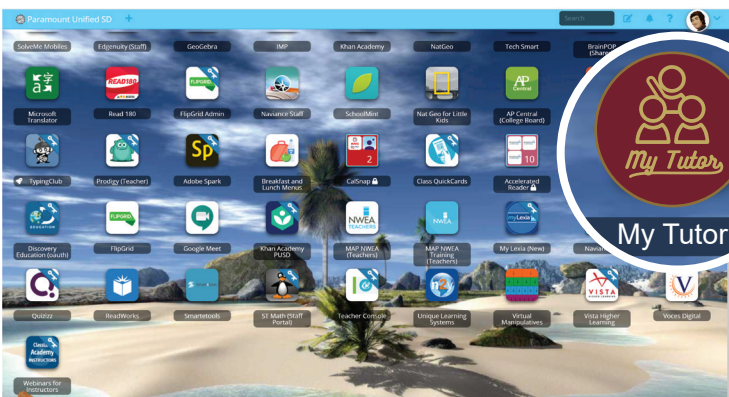 Paramount Unified SD +
Search ?
SolveMe Mobiles Edgenuity (Staff) GeoGebra IMP Khan Academy NatGeo Tech Smart BrainPOP
(Share
READ180 FLIPGRID AP
Central
Microsoft
Translator Read 180 FlipGrid Admin Naviance Staff SchoolMint Nat Geo for Little
Kids AP Central
(College Board)
My Tutor
Sp 2 10
TypingClub Prodigy (Teacher) Adobe Spark Breakfast and
Lunch Menus CalSnap Class QuickCards Accelerated
Reader
My Tutor
EDUCATION FLIPGRID NWEA
TEACHERS NWEA myLexia
Discovery
Education (oauth) FlipGrid Google Meet Khan Academy
PUSD MAP NWEA
(Teachers) MAP NWEA
Training
(Teachers) My Lexia (New)
n2 VISTA
HIGHER LEARNING V
Quizizz ReadWorks Smartetools ST Math (Staff
Portal) Teacher Console Unique Learning
Systems Virtual
Manipulatives Vista Higher
Learning Voces Digital
Academy
INSTRUCTORS
Webinars for
Instructors